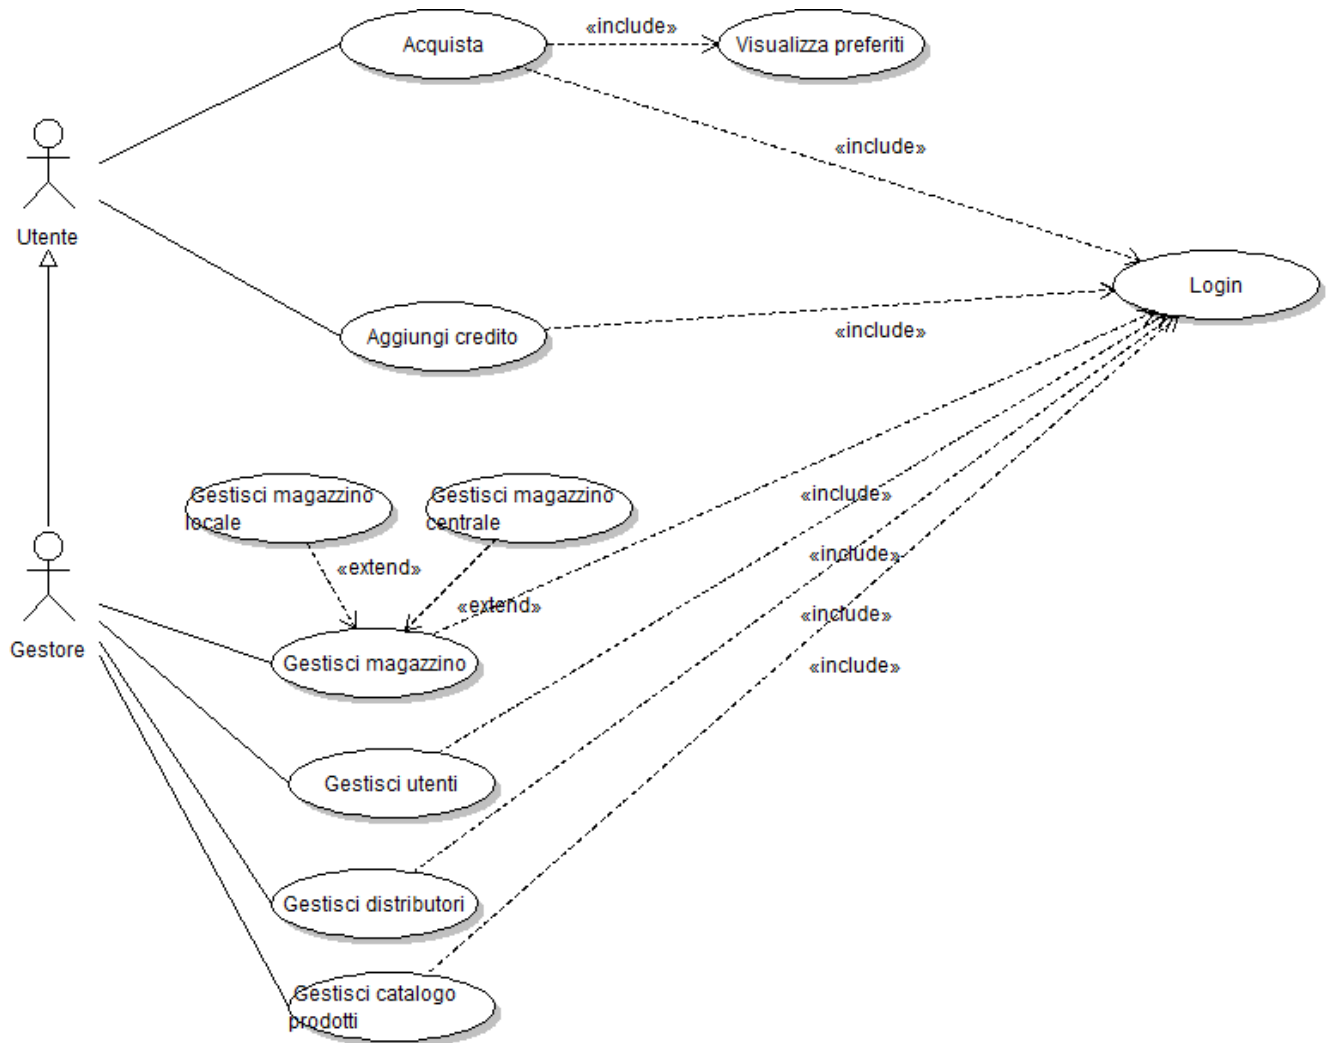 Acquista
«include»
Visualizza preferiti
«include»
Utente
Login
Aggiungi credito
«include»
Gestisci magazzino
locale
Gestisci magazzino
centrale
«include»
«extend»
«include»
«extend»
«include»
Gestore
Gestisci magazzino
«include»
Gestisci utenti
Gestisci distributori
Gestisci catalogo
prodotti